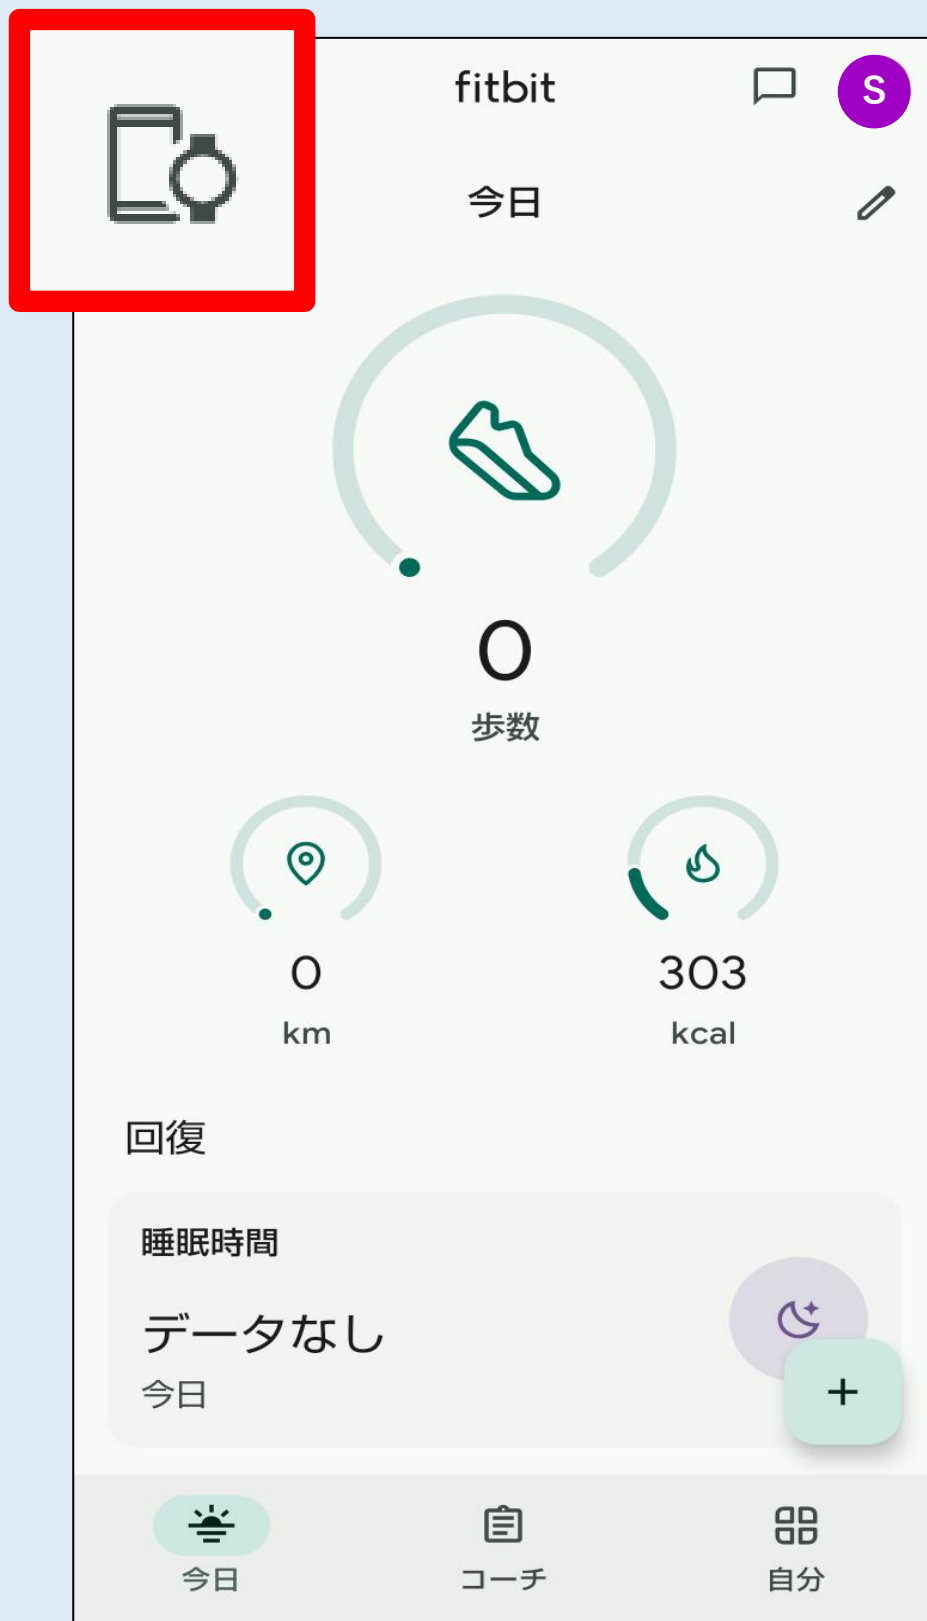 fitbit
S
今日
0
歩数
0
km
303
kcal
回復
睡眠時間
データなし
今日
+
今日
コーチ
自分